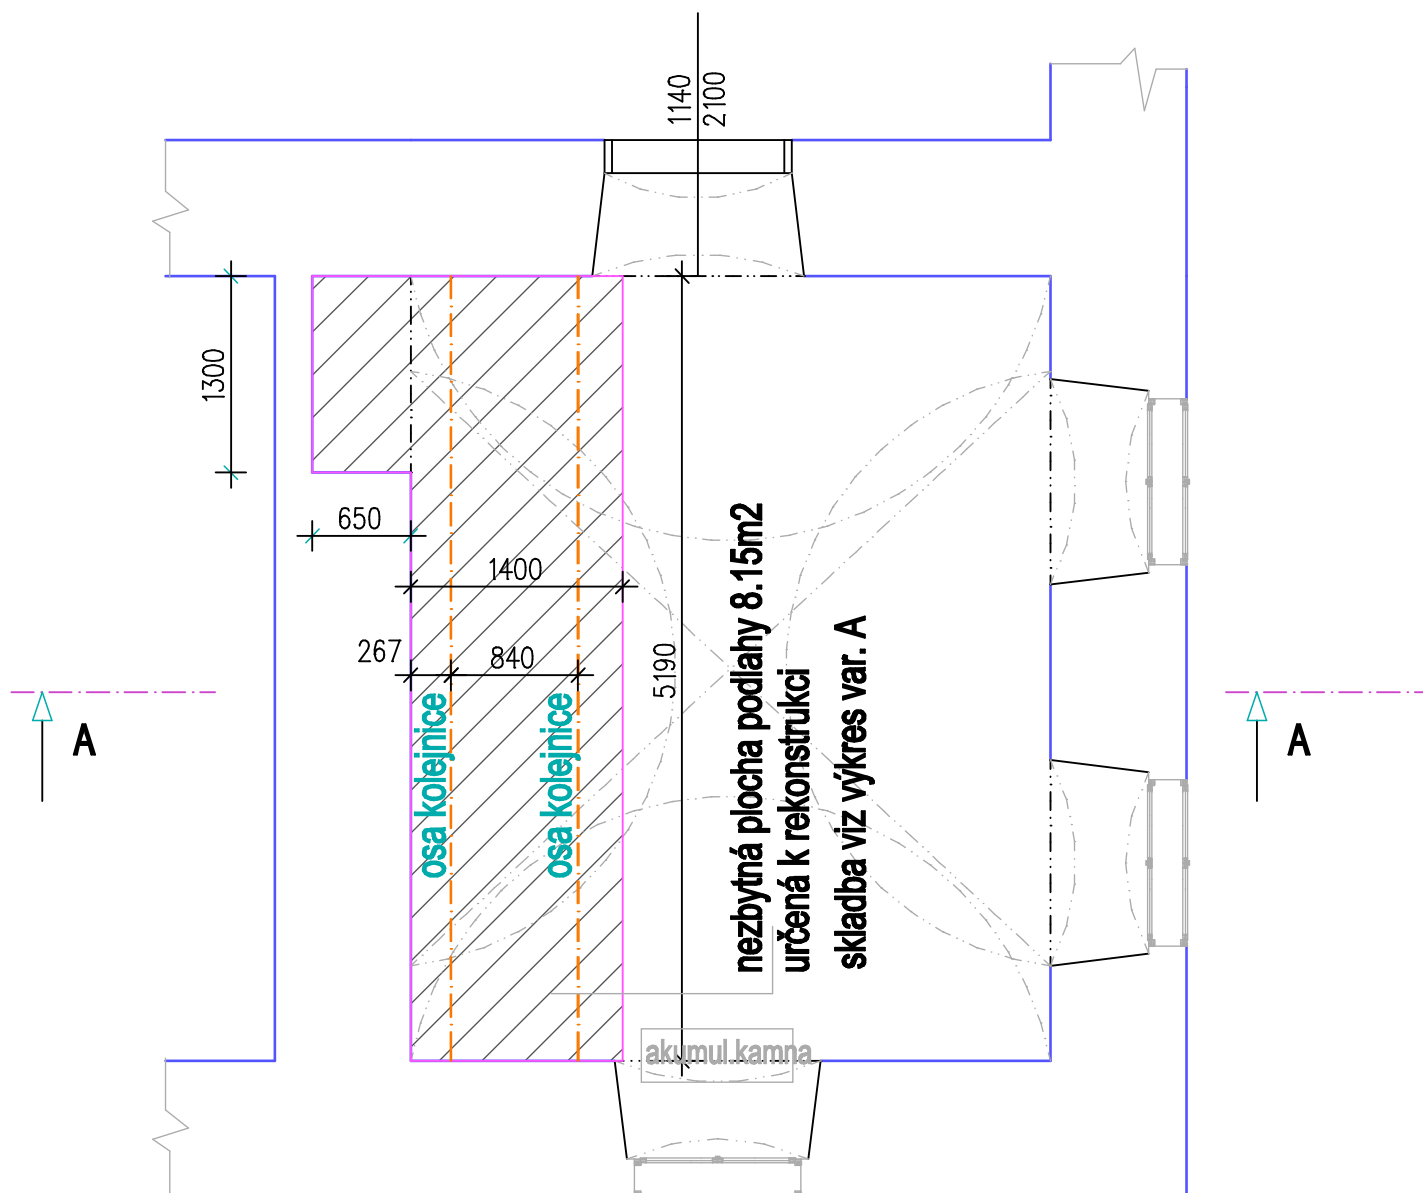 1140
2100
1300
650
1400
267
840
5190
osa kolejnice
osa kolejnice
nezbytná plocha podlahy 8.15m2
určená k rekonstrukci
skladba viz výkres var. A
A
A
akumul.kamna